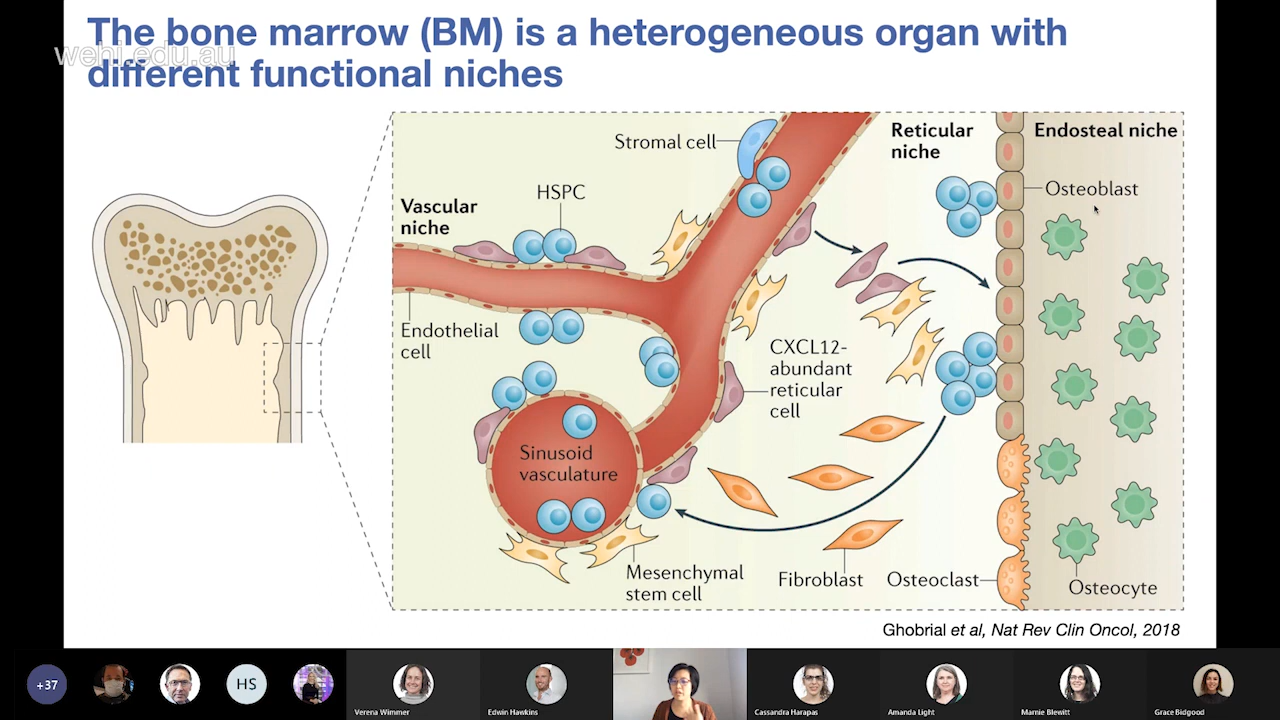 The bone marrow (BM) is a heterogeneous organ with
different functional niches
wehi.edu.au
Stromal cell
Reticular
niche
Endosteal niche
HSPC
Osteoblast
Vascular
niche
Endothelial
cell
CXCL12-
abundant
reticular
cell
Sinusoid
vasculature
Mesenchymal
stem cell
Fibroblast
Osteoclast
Osteocyte
Ghobrial et al, Nat Rev Clin Oncol, 2018
+37
HS
Verena Wimmer
Edwin Hawkins
Cassandra Harapas
Amanda Light
Marnie Blewitt
Grace Bidgood